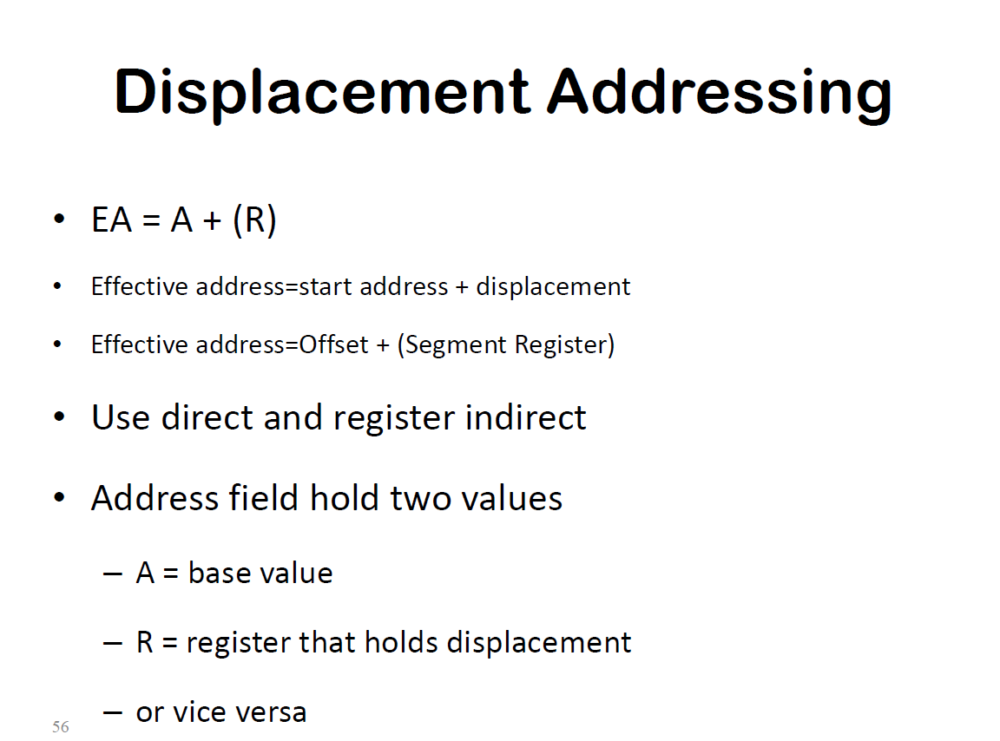 Displacement Addressing
• EA = A + (R)
• Effective address=start address + displacement
• Effective address=Offset + (Segment Register)
• Use direct and register indirect
• Address field hold two values
– A = base value
– R = register that holds displacement
– or vice versa
56